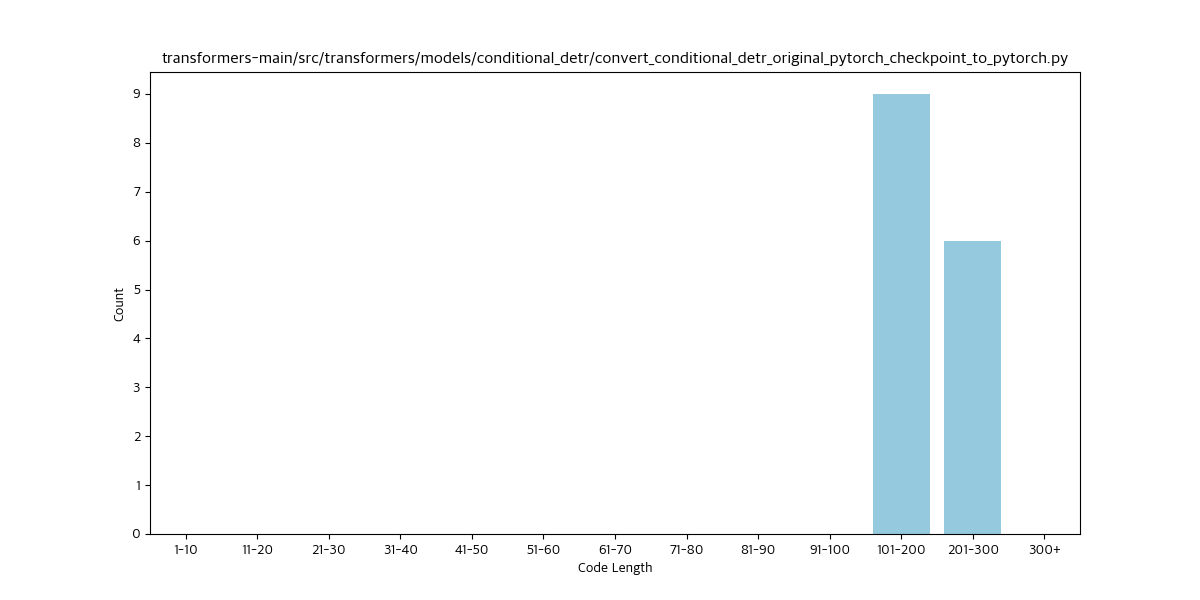 transformers-main/src/transformers/models/conditional_detr/convert_conditional_detr_original_pytorch_checkpoint_to_pytorch.py
9
8
7
6
5
4
3
2
1
0
Count
1-10 11-20 21-30 31-40 41-50 51-60 61-70 71-80 81-90 91-100 101-200 201-300 300+
Code Length